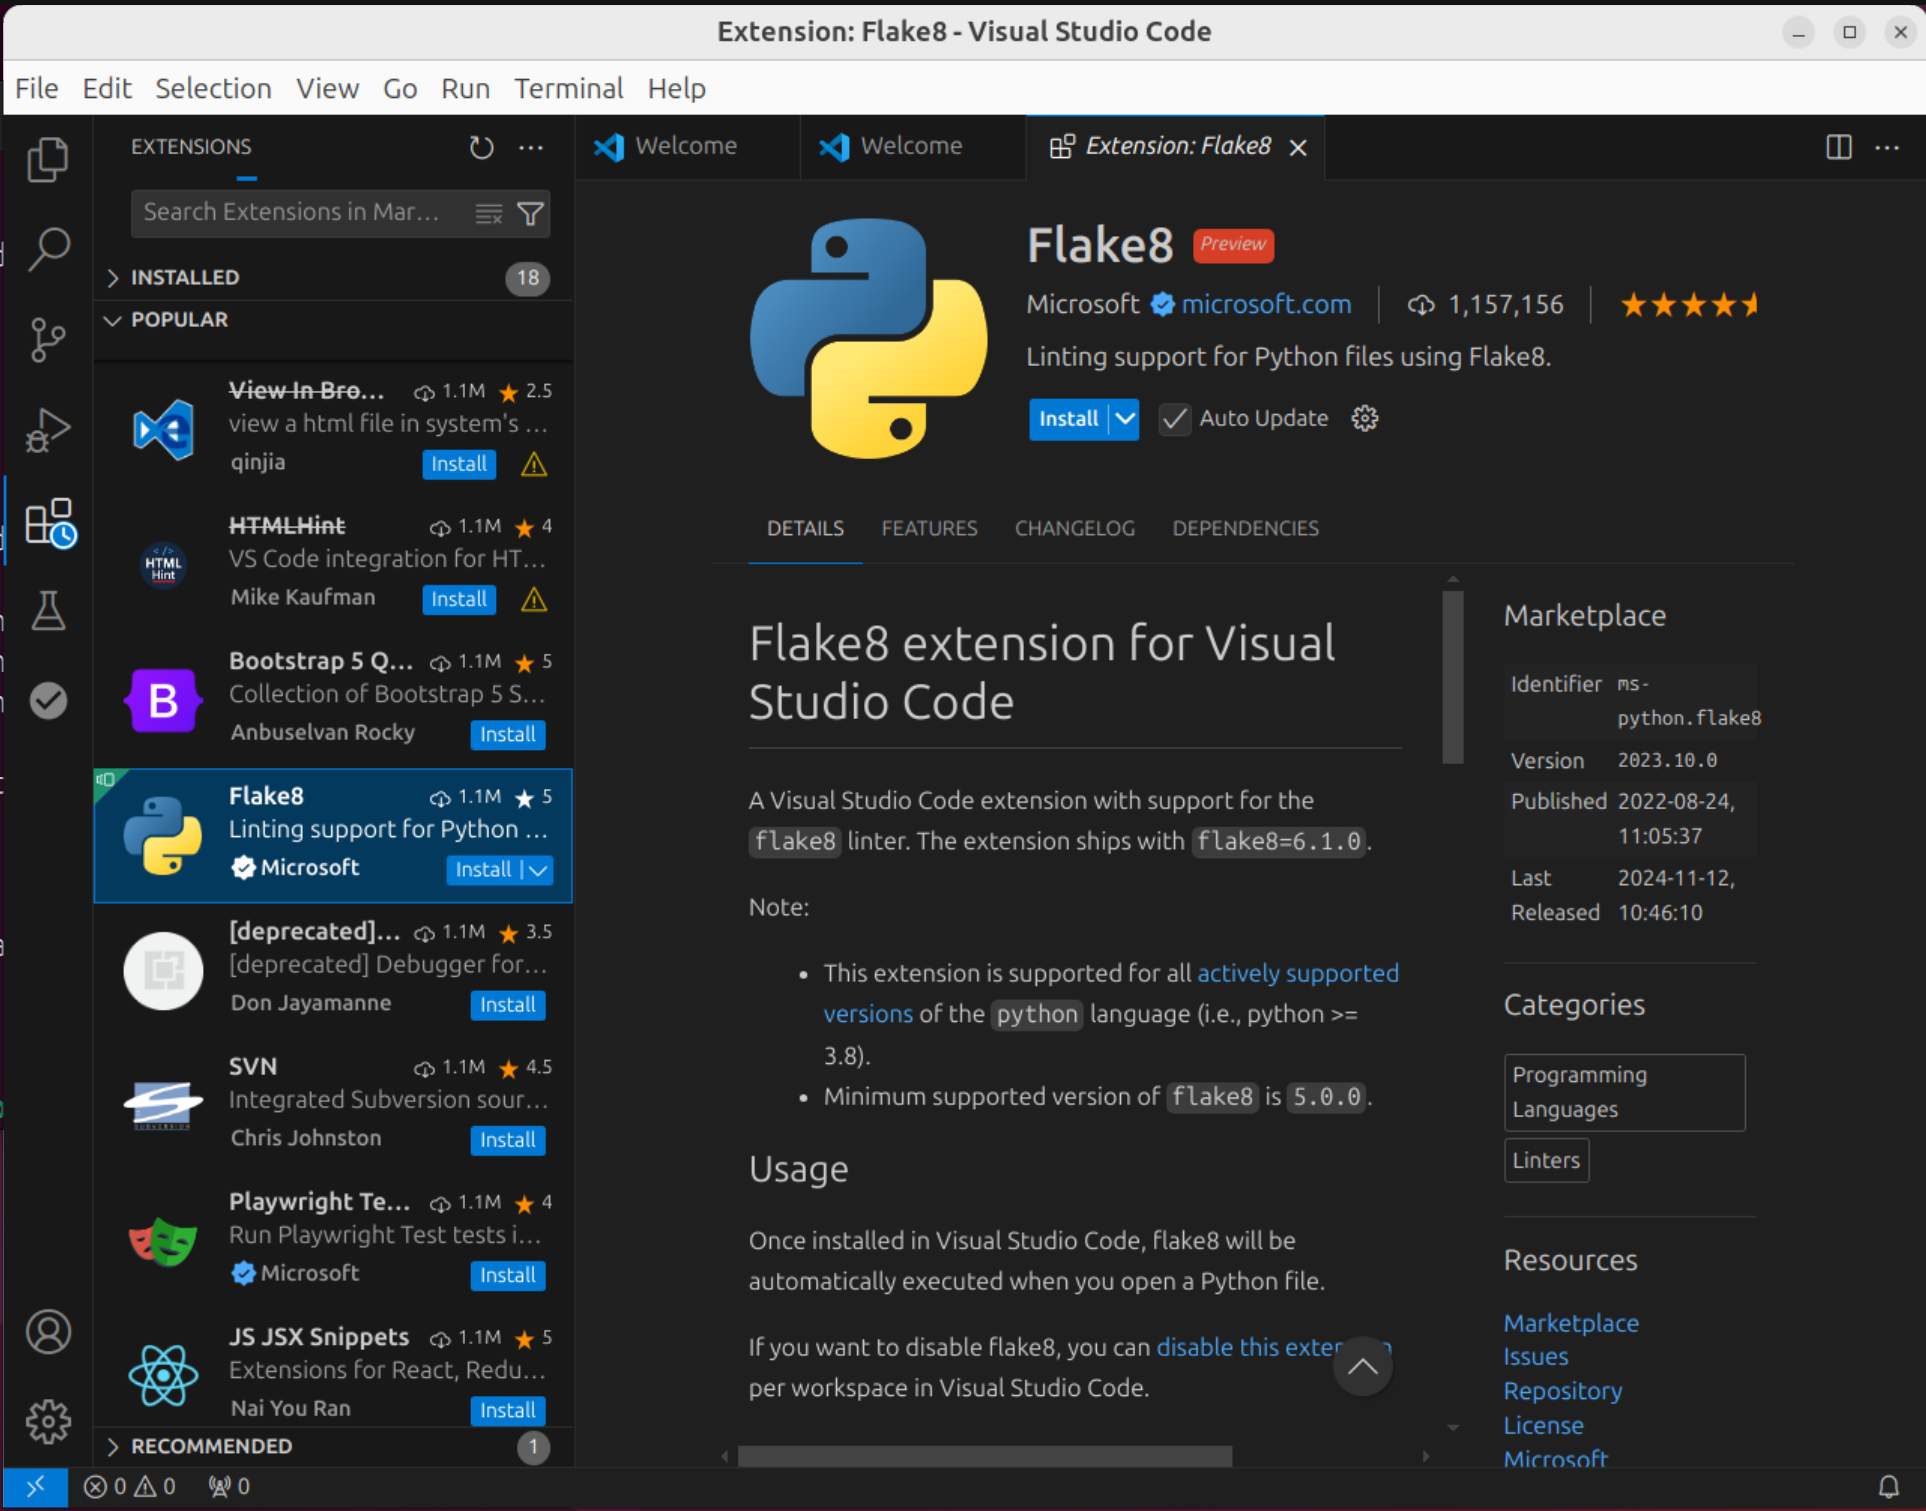 Extension: Flake8 - Visual Studio Code
File Edit Selection View Go Run Terminal Help
EXTENSIONS
Search Extensions in Mar...
INSTALLED 18
POPULAR
View In Bro... 1.1M 2.5
view a html file in system's ...
qinjia Install
HTMLHint 1.1M 4
VS Code integration for HT...
Mike Kaufman Install
</>
HTML
Hint
Bootstrap 5 Q... 1.1M 5
Collection of Bootstrap 5 S...
Anbuselvan Rocky Install
B
Flake8 1.1M 5
Linting support for Python ...
Microsoft Install
[deprecated]... 1.1M 3.5
[deprecated] Debugger for...
Don Jayamanne Install
SVN 1.1M 4.5
Integrated Subversion sour...
Chris Johnston Install
SUBVERSION
Playwright Te... 1.1M 4
Run Playwright Test tests i...
Microsoft Install
JS JSX Snippets 1.1M 5
Extensions for React, Redu...
Nai You Ran Install
RECOMMENDED 1
Welcome Welcome Extension: Flake8
Flake8 Preview
Microsoft microsoft.com 1,157,156
Linting support for Python files using Flake8.
Install Auto Update
DETAILS FEATURES CHANGELOG DEPENDENCIES
Flake8 extension for Visual
Studio Code
A Visual Studio Code extension with support for the
flake8 linter. The extension ships with flake8=6.1.0.
Note:
• This extension is supported for all actively supported
versions of the python language (i.e., python >=
3.8).
• Minimum supported version of flake8 is 5.0.0.
Usage
Once installed in Visual Studio Code, flake8 will be
automatically executed when you open a Python file.
If you want to disable flake8, you can disable this
per workspace in Visual Studio Code.
Marketplace
Identifier ms-
python.flake8
Version 2023.10.0
Published 2022-08-24,
11:05:37
Last 2024-11-12,
Released 10:46:10
Categories
Programming
Languages
Linters
Resources
Marketplace
Issues
Repository
License
Microsoft
0 0 0